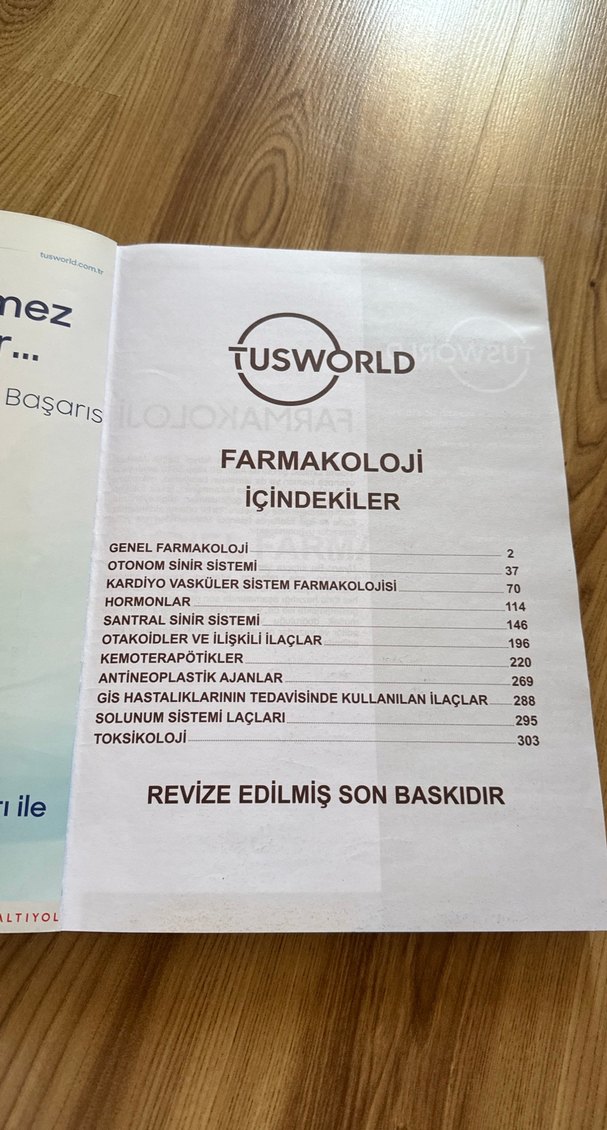 tusworld.com.tr
mez
r...
Başarıs
rı ile
ALTIYOL
TUSWORLD
FARMAKOLOJİ
İÇİNDEKİLER
GENEL FARMAKOLOJİ 2
OTONOM SİNİR SİSTEMİ 37
KARDİYO VASKÜLER SİSTEM FARMAKOLOJİSİ 70
HORMONLAR 114
SANTRAL SİNİR SİSTEMİ 146
OTAKOİDLER VE İLİŞKİLİ İLAÇLAR 196
KEMOTERAPÖTİKLER 220
ANTİNEOPLASTİK AJANLAR 269
GİS HASTALIKLARININ TEDAVİSİNDE KULLANILAN İLAÇLAR 288
SOLUNUM SİSTEMİ LAÇLARI 295
TOKSİKOLOJİ 303
REVİZE EDİLMİŞ SON BASKIDIR